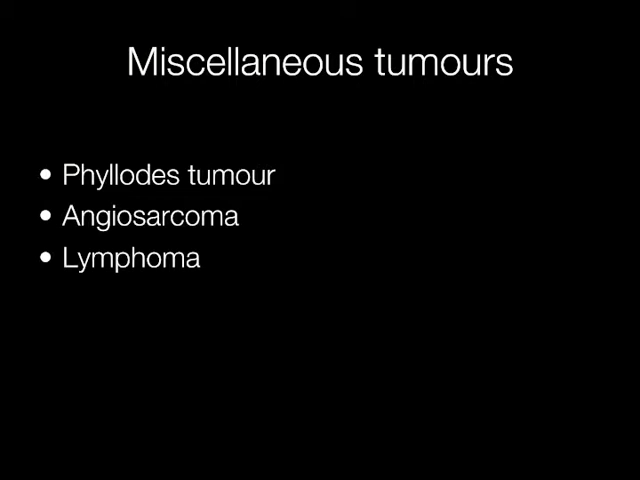 Miscellaneous tumours
• Phyllodes tumour
• Angiosarcoma
• Lymphoma